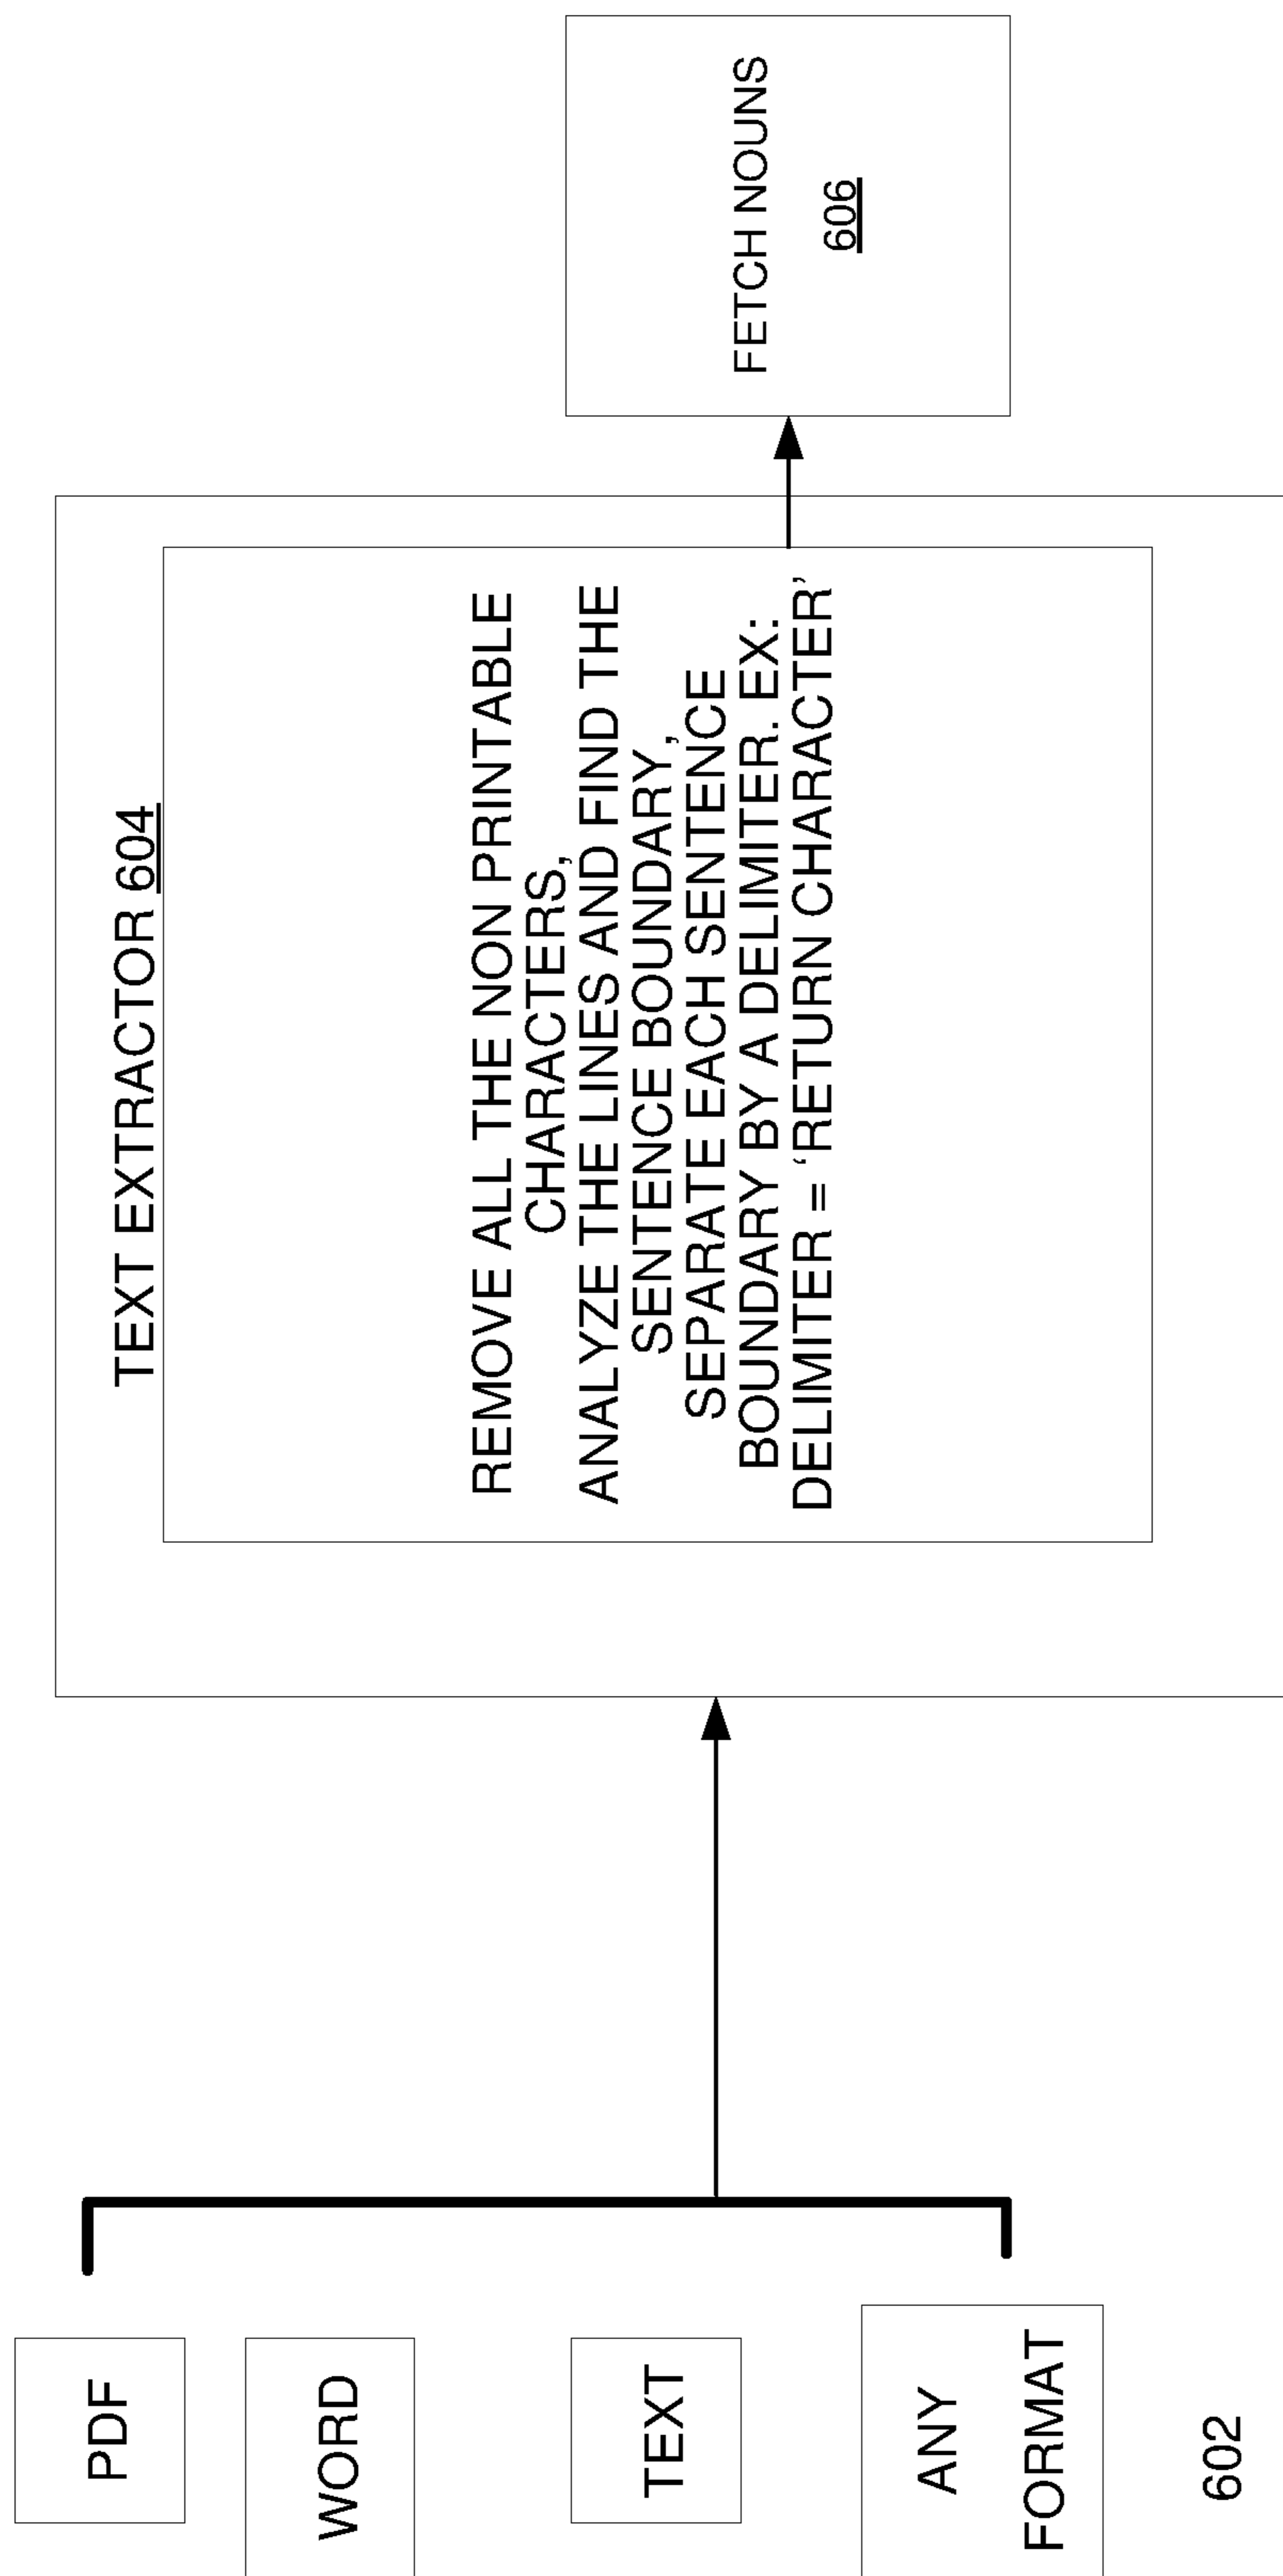 PDF
WORD
TEXT
ANY
FORMAT
602
TEXT EXTRACTOR 604
REMOVE ALL THE NON PRINTABLE
CHARACTERS,
ANALYZE THE LINES AND FIND THE
SENTENCE BOUNDARY,
SEPARATE EACH SENTENCE
BOUNDARY BY A DELIMITER. EX:
DELIMITER = ‘RETURN CHARACTER’
FETCH NOUNS
606